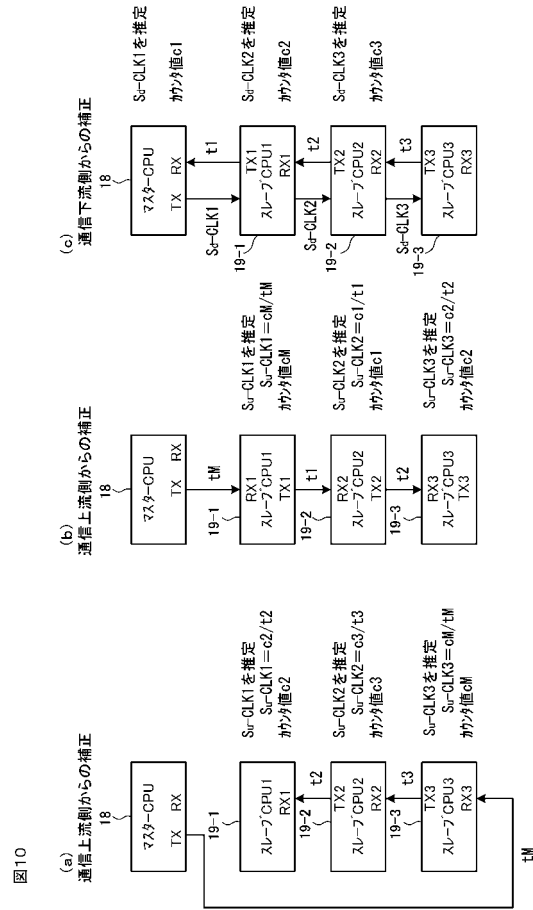 図10
(a)
通信上流側からの補正
18
マスターCPU
TX RX
19-1
スレーブCPU1
RX1
Su-CLK1を推定
Su-CLK1=c2/t2
カウンタ値c2
t2
19-2
TX2
スレーブCPU2
RX2
Su-CLK2を推定
Su-CLK2=c3/t3
カウンタ値c3
t3
19-3
TX3
スレーブCPU3
RX3
Su-CLK3を推定
Su-CLK3=cM/tM
カウンタ値cM
tM
(b)
通信上流側からの補正
18
マスターCPU
TX RX
tM
19-1
RX1
スレーブCPU1
TX1
Su-CLK1を推定
Su-CLK1=cM/tM
カウンタ値cM
t1
19-2
RX2
スレーブCPU2
TX2
Su-CLK2を推定
Su-CLK2=c1/t1
カウンタ値c1
t2
19-3
RX3
スレーブCPU3
TX3
Su-CLK3を推定
Su-CLK3=c2/t2
カウンタ値c2
(c)
通信下流側からの補正
18
マスターCPU
TX RX
Sd-CLK1を推定
カウンタ値c1
Sd-CLK1
t1
19-1
TX1
スレーブCPU1
RX1
Sd-CLK2を推定
カウンタ値c2
Sd-CLK2
t2
19-2
TX2
スレーブCPU2
RX2
Sd-CLK3を推定
カウンタ値c3
Sd-CLK3
t3
19-3
TX3
スレーブCPU3
RX3